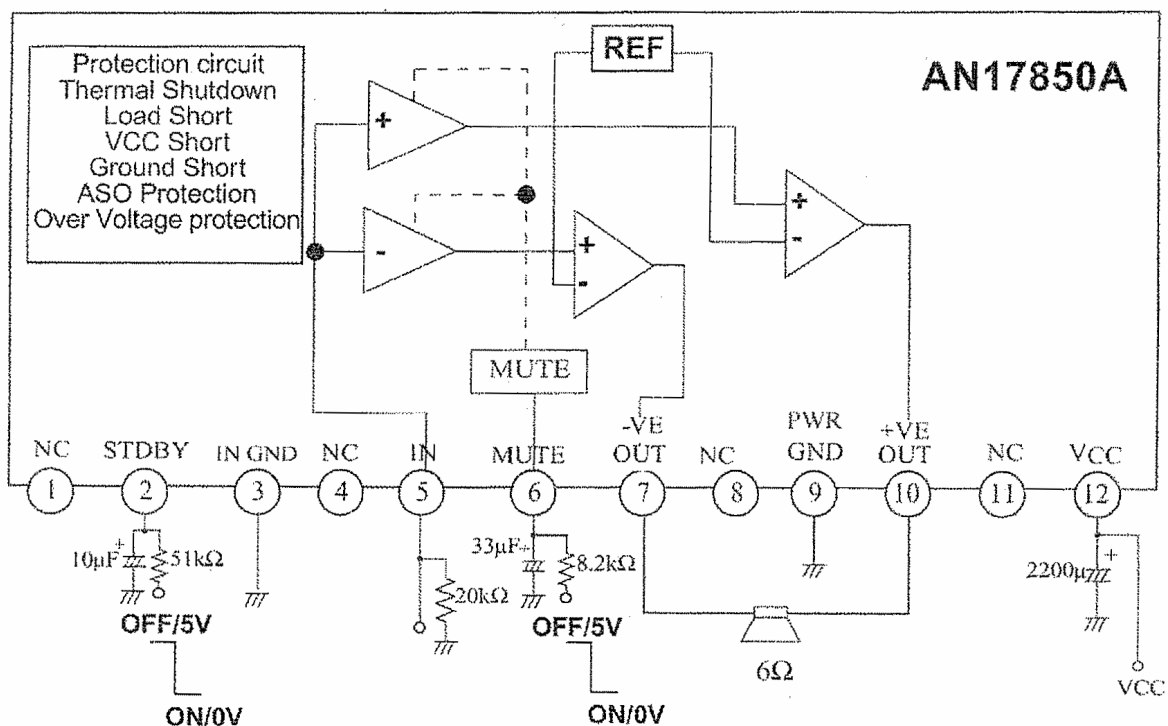 REF
AN17850A
Protection circuit
Thermal Shutdown
Load Short
VCC Short
Ground Short
ASO Protection
Over Voltage protection
+
-
+
-
+
-
MUTE
NC
STDBY
IN GND
NC
IN
MUTE
-VE
OUT
NC
PWR
GND
+VE
OUT
NC
VCC
1
2
3
4
5
6
7
8
9
10
11
12
10µF
+
51kΩ
20kΩ
33µF
+
8.2kΩ
2200µ
+
OFF/5V
ON/0V
OFF/5V
ON/0V
6Ω
VCC